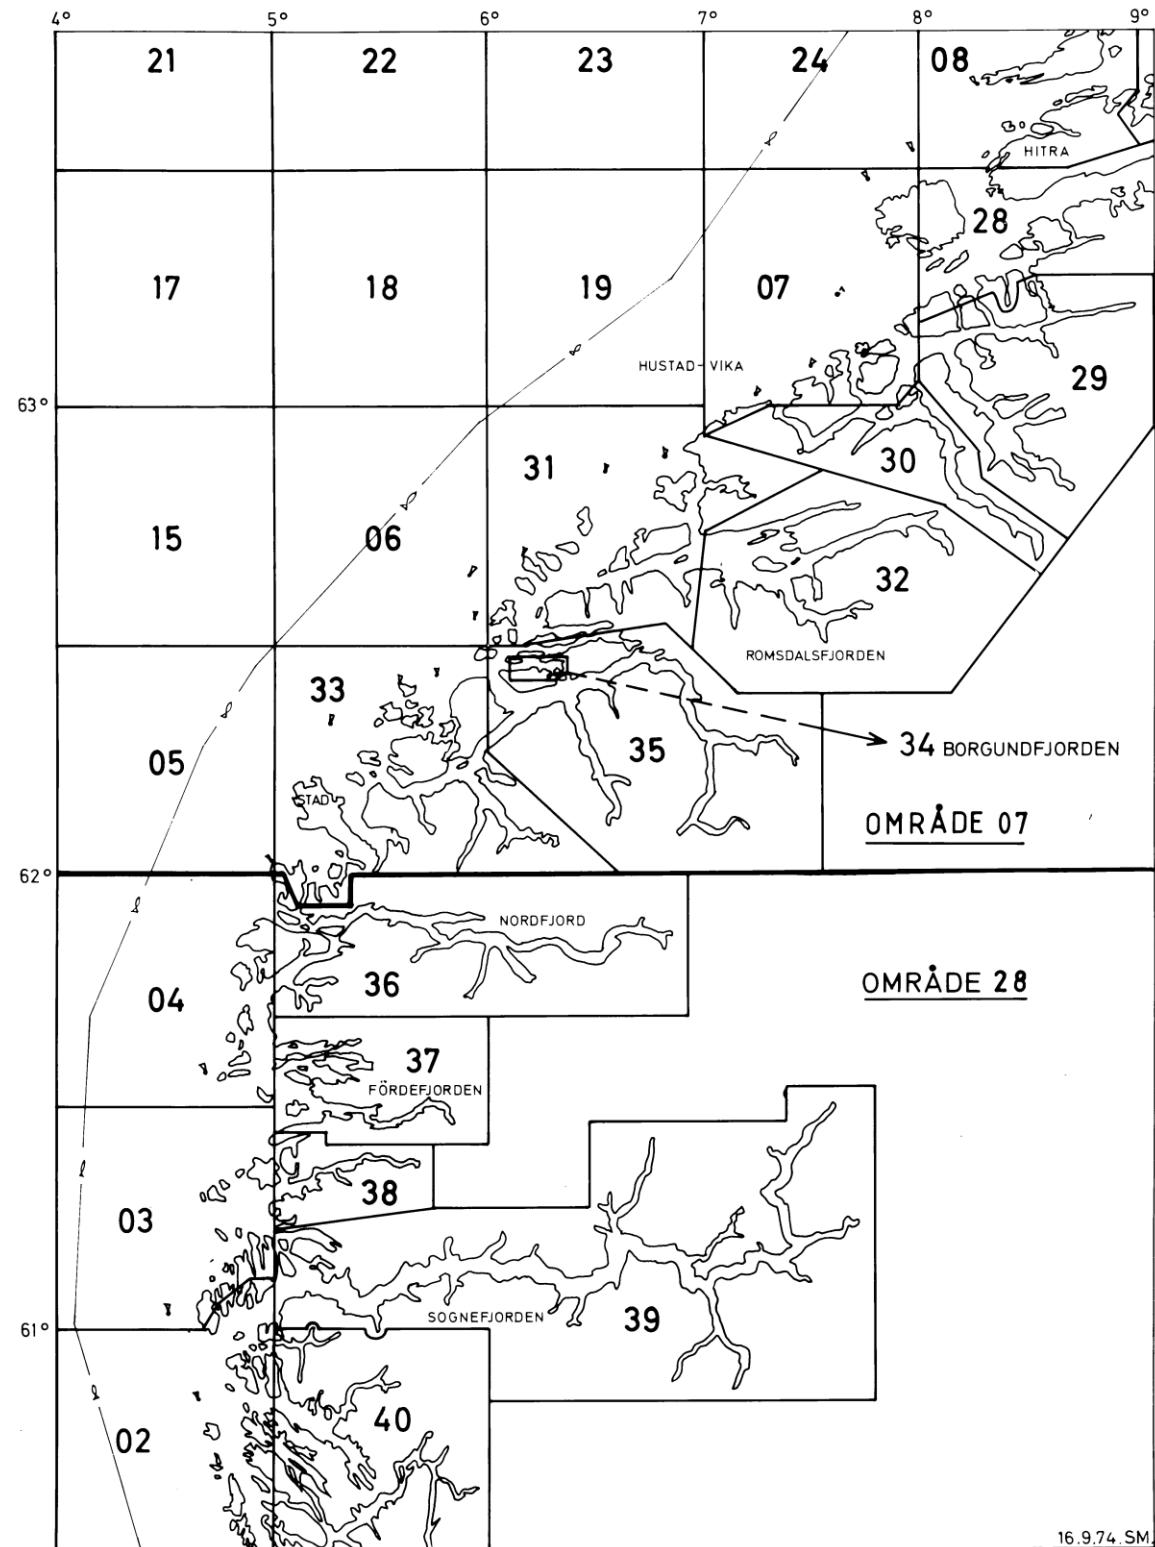 4° 5° 6° 7° 8° 9°
21 22 23 24 08
HITRA
28
17 18 19 07
HUSTAD-VIKA
29
63°
31 30
15 06
32
ROMSDALSFJORDEN
33
35
34 BORGUNDFJORDEN
05
STAD
OMRÅDE 07
62°
NORDFJORD
36
OMRÅDE 28
04
37
FÖRDEFJORDEN
38
03
SOGNEFJORDEN
39
61°
40
02
16.9.74.SM.